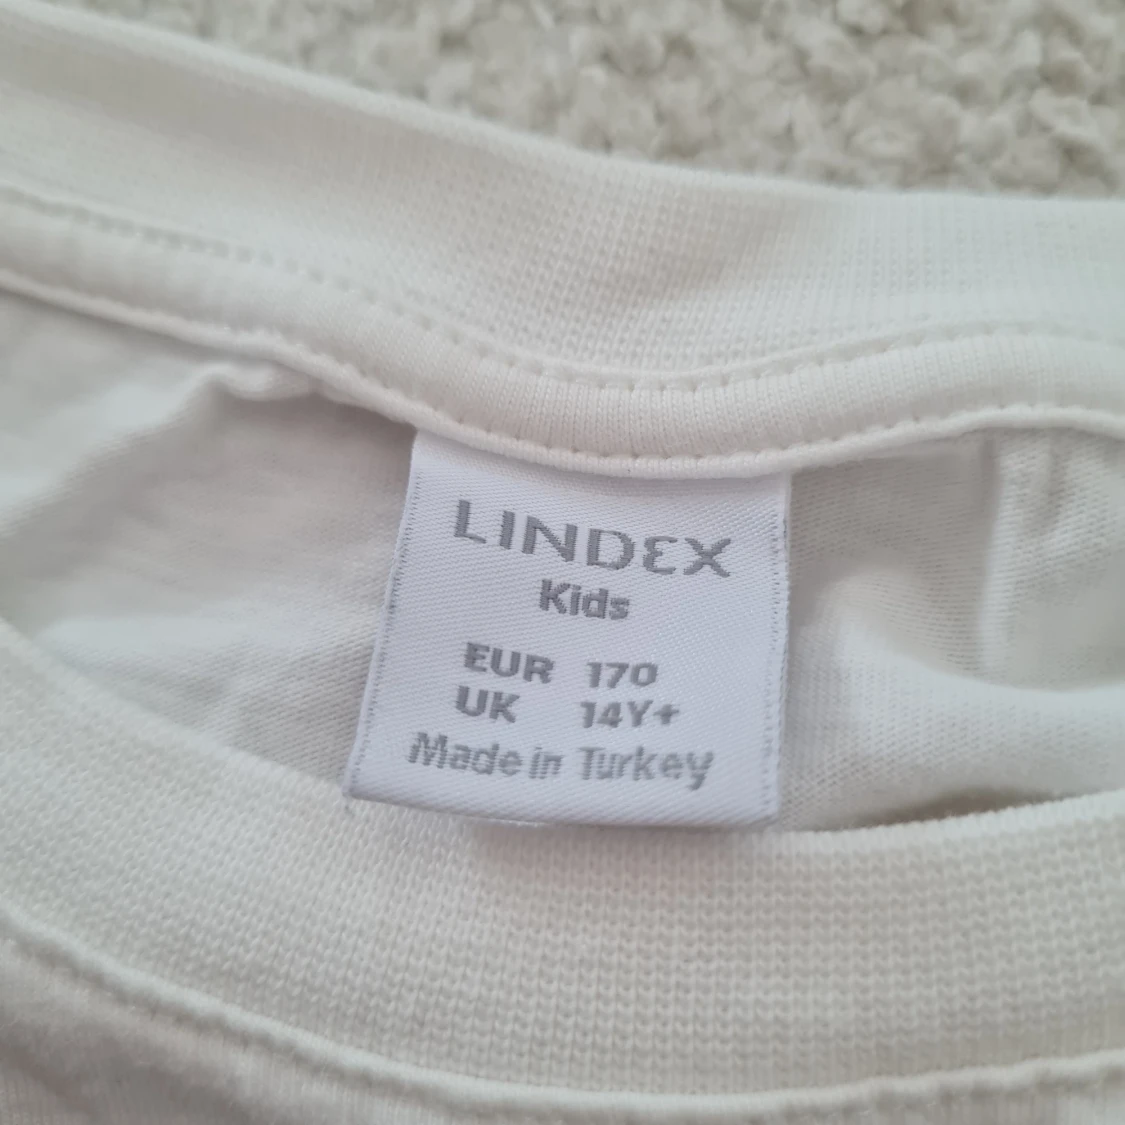 LINDEX
Kids
EUR 170
UK 14Y+
Made in Turkey